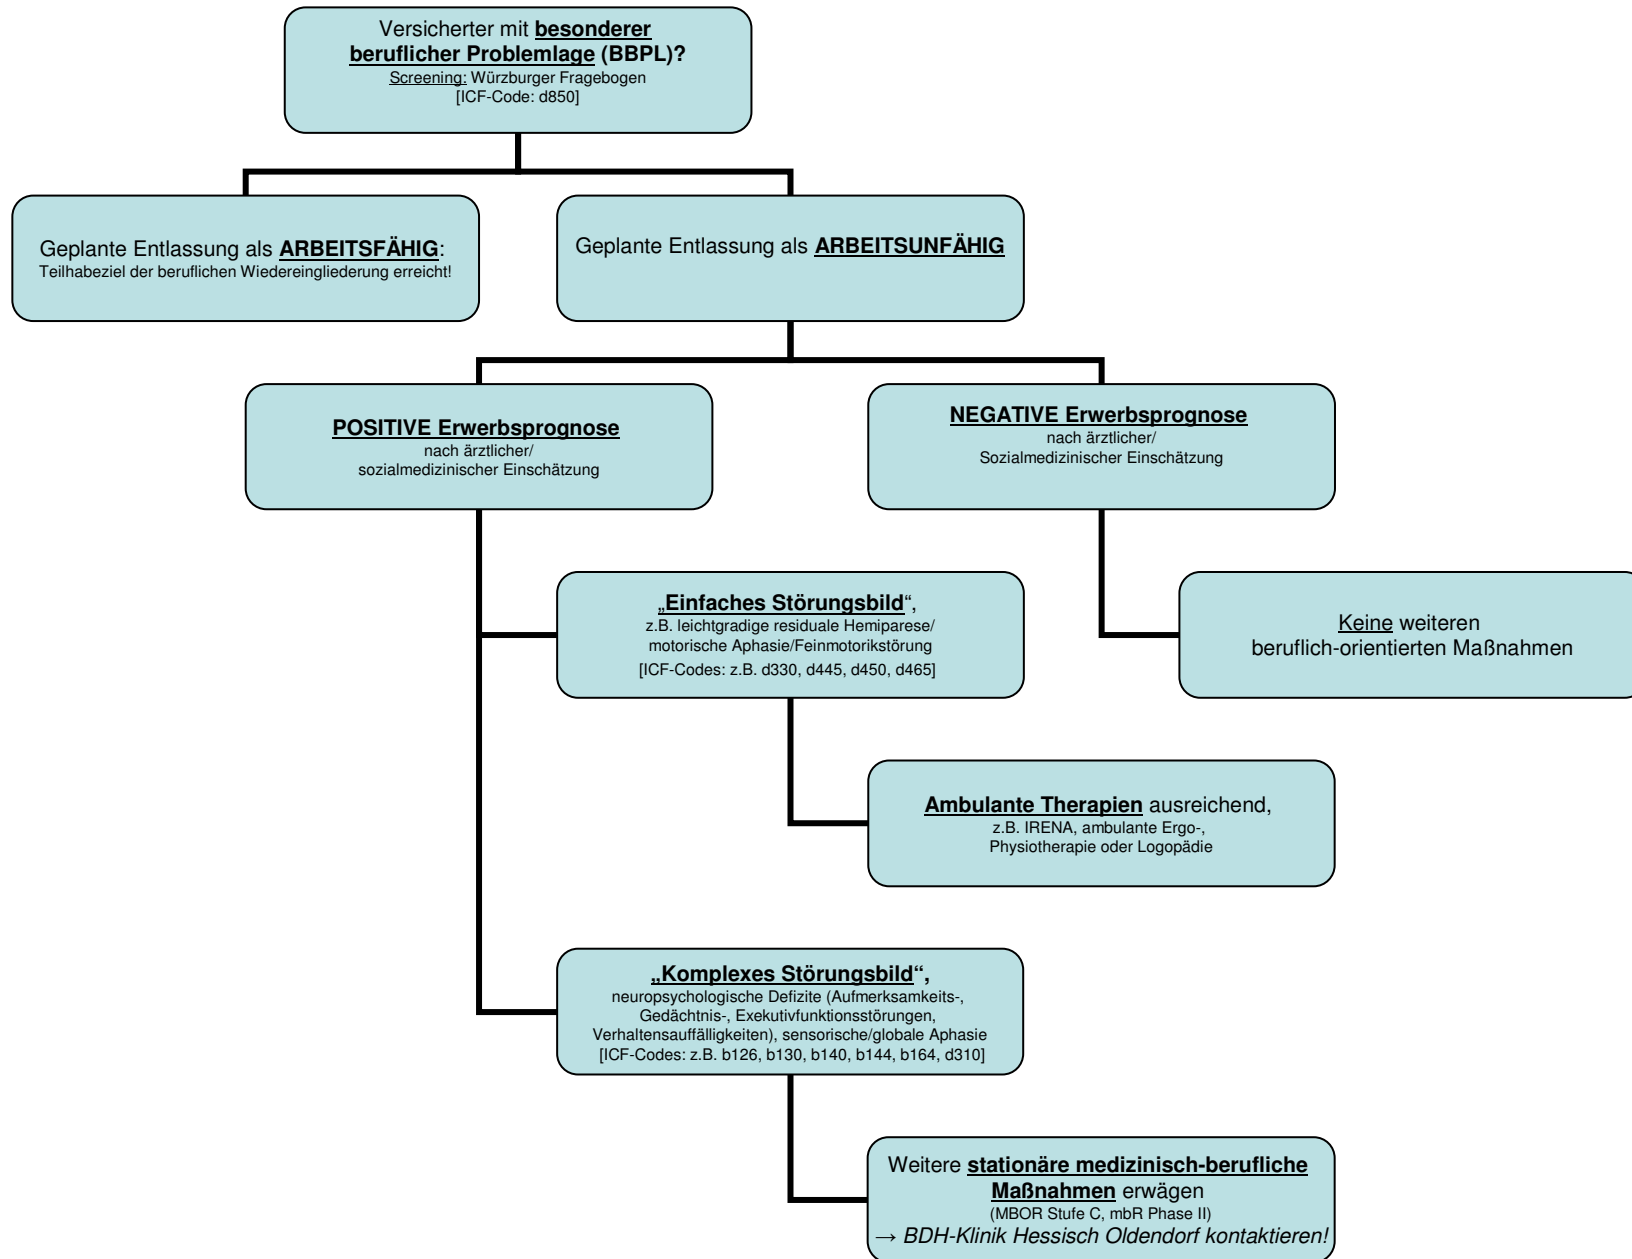 Versicherter mit besonderer
beruflicher Problemlage (BBPL)?
Screening: Würzburger Fragebogen
[ICF-Code: d850]
Geplante Entlassung als ARBEITSFÄHIG:
Teilhabeziel der beruflichen Wiedereingliederung erreicht!
Geplante Entlassung als ARBEITSUNFÄHIG
POSITIVE Erwerbsprognose
nach ärztlicher/
sozialmedizinischer Einschätzung
NEGATIVE Erwerbsprognose
nach ärztlicher/
Sozialmedizinischer Einschätzung
„Einfaches Störungsbild“,
z.B. leichtgradige residuale Hemiparese/
motorische Aphasie/Feinmotorikstörung
[ICF-Codes: z.B. d330, d445, d450, d465]
Keine weiteren
beruflich-orientierten Maßnahmen
Ambulante Therapien ausreichend,
z.B. IRENA, ambulante Ergo-,
Physiotherapie oder Logopädie
„Komplexes Störungsbild“,
neuropsychologische Defizite (Aufmerksamkeits-,
Gedächtnis-, Exekutivfunktionsstörungen,
Verhaltensauffälligkeiten), sensorische/globale Aphasie
[ICF-Codes: z.B. b126, b130, b140, b144, b164, d310]
Weitere stationäre medizinisch-berufliche
Maßnahmen erwägen
(MBOR Stufe C, mbR Phase II)
→ BDH-Klinik Hessisch Oldendorf kontaktieren!